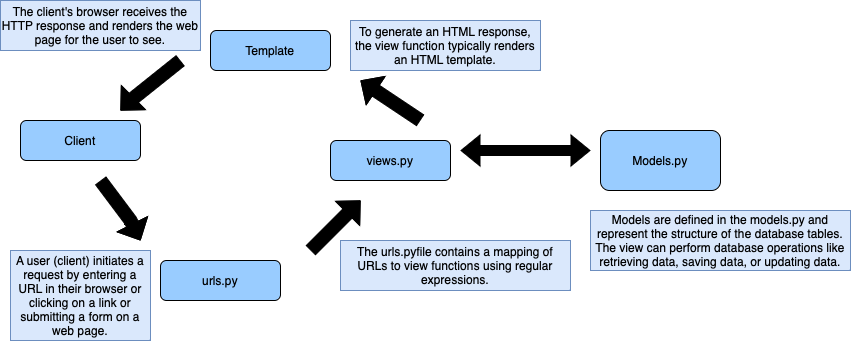 The client's browser receives the
HTTP response and renders the web
page for the user to see.
Template
To generate an HTML response,
the view function typically renders
an HTML template.
Client
views.py
Models.py
Models are defined in the models.py and
represent the structure of the database tables.
The view can perform database operations like
retrieving data, saving data, or updating data.
The urls.pyfile contains a mapping of
URLs to view functions using regular
expressions.
A user (client) initiates a
request by entering a
URL in their browser or
clicking on a link or
submitting a form on a
web page.
urls.py